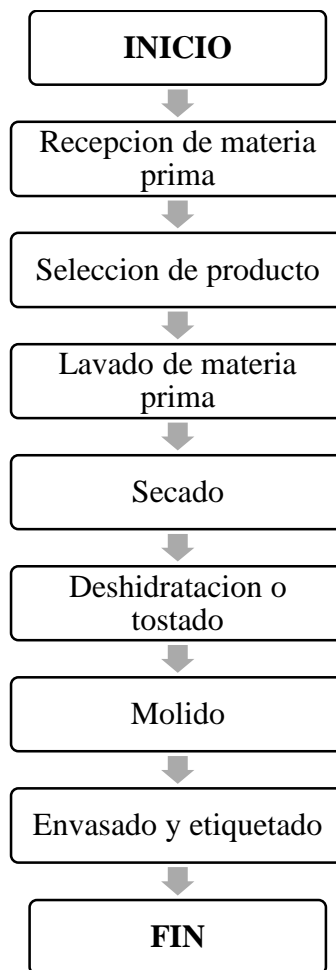 INICIO
Recepcion de materia
prima
Seleccion de producto
Lavado de materia
prima
Secado
Deshidratacion o
tostado
Molido
Envasado y etiquetado
FIN